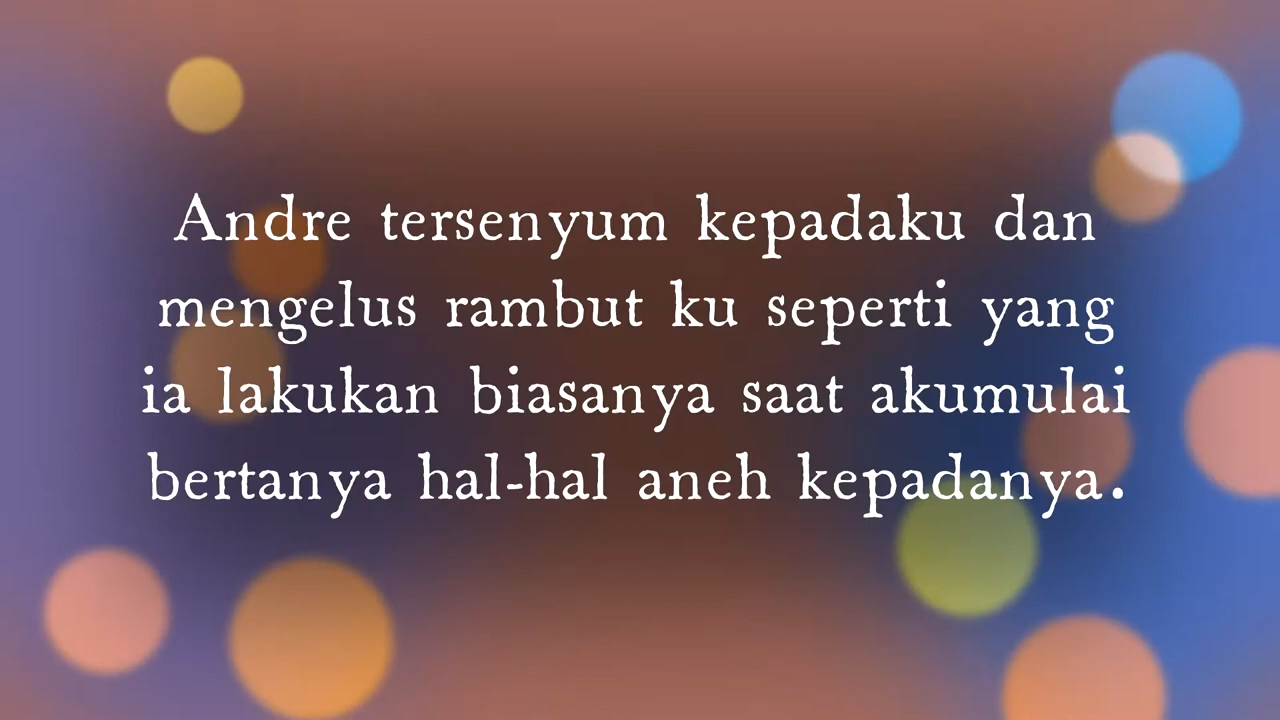 Andre tersenyum kepadaku dan
mengelus rambut ku seperti yang
ia lakukan biasanya saat akumulai
bertanya hal-hal aneh kepadanya.